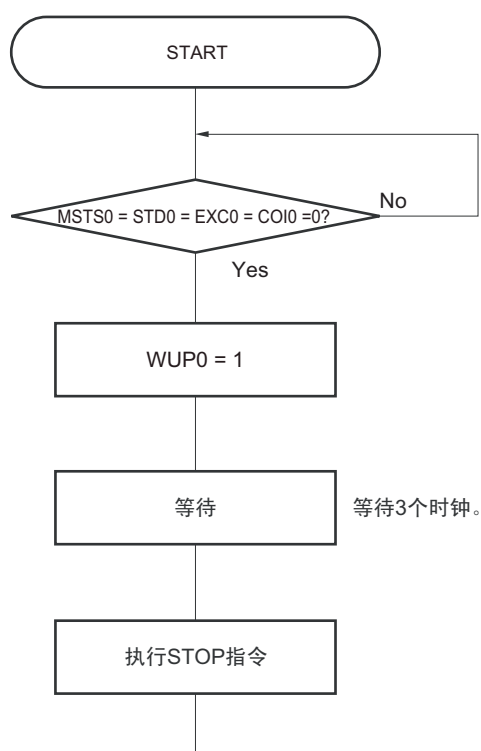 START
MSTS0 = STD0 = EXC0 = COI0 =0?
No
Yes
WUP0 = 1
等待
等待3个时钟。
执行STOP指令